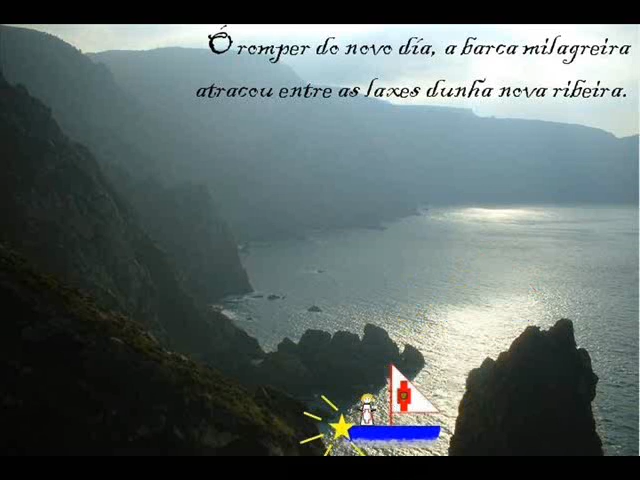 Ó romper do novo día, a barca milagreira
atracou entre as laxes dunha nova ribeira.